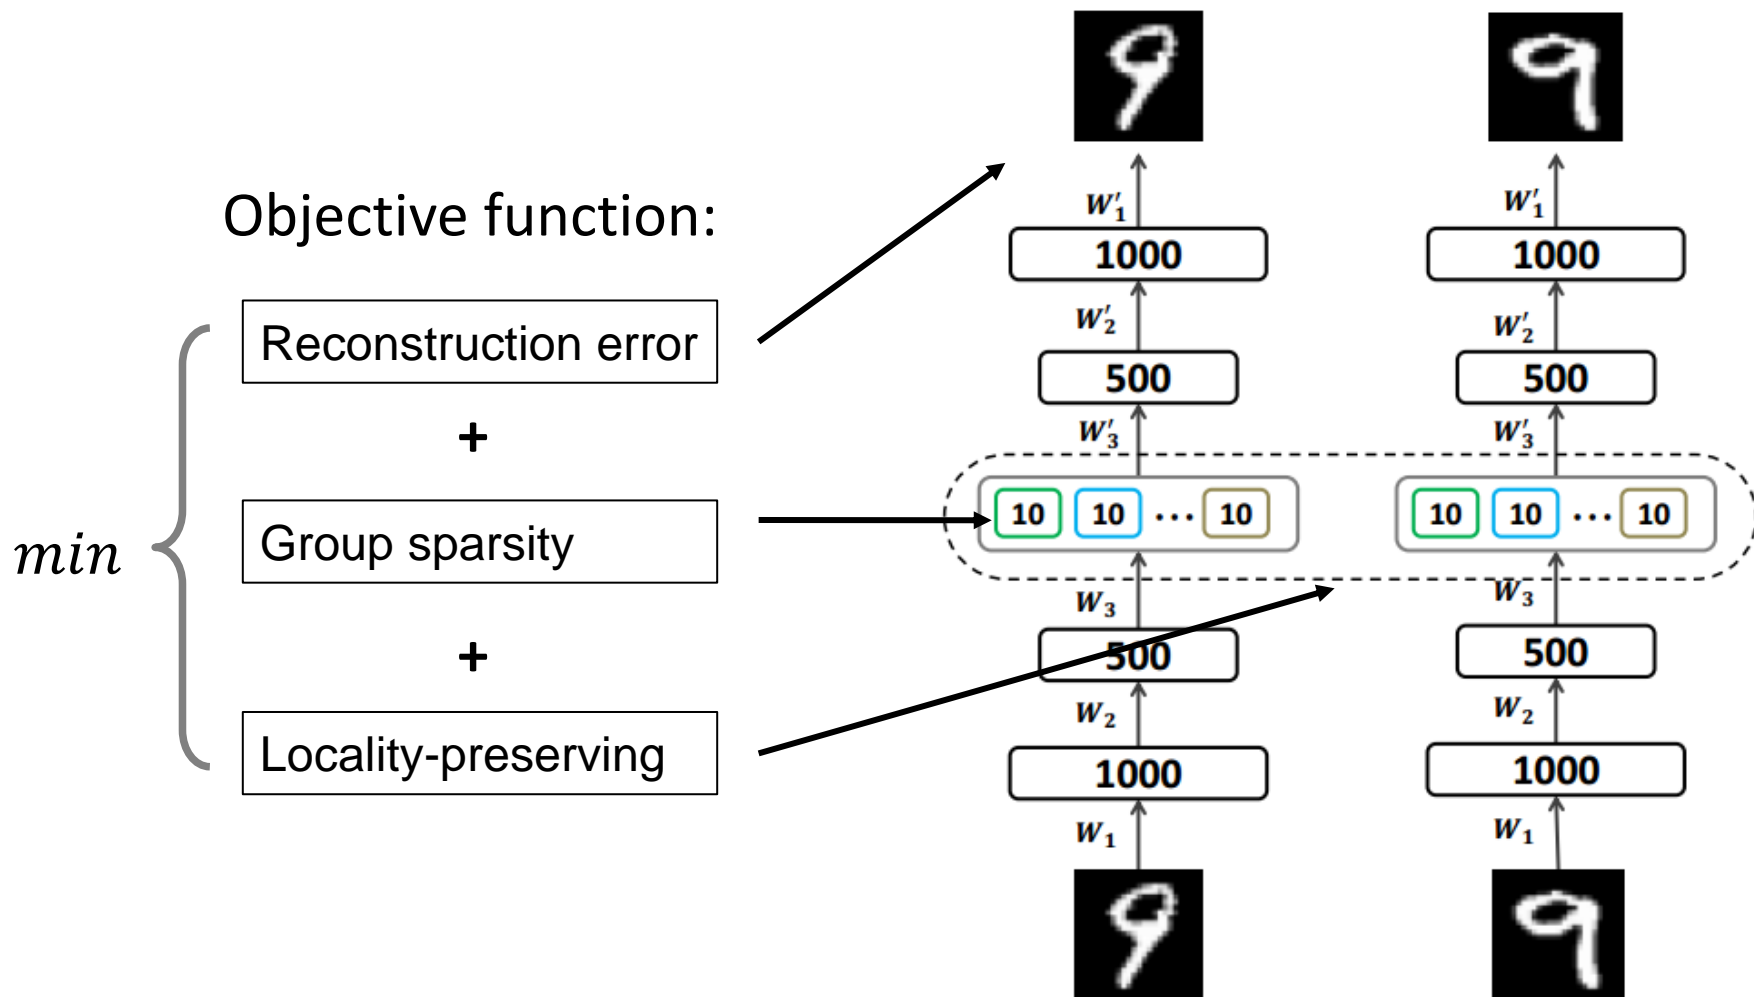 Objective function:
min
Reconstruction error
+
Group sparsity
+
Locality-preserving
W′1
1000
W′2
500
W′3
10 10 ... 10
W3
500
W2
1000
W1
W′1
1000
W′2
500
W′3
10 10 ... 10
W3
500
W2
1000
W1